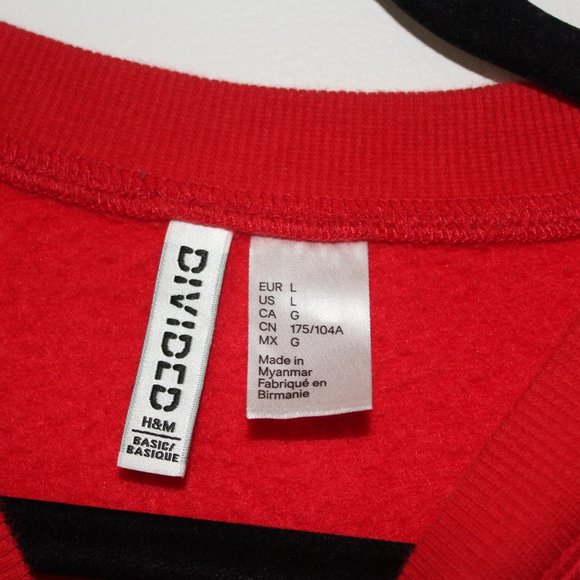 DIVIDED
H&M
BASIC/
BASIQUE
EUR L
US L
CA G
CN 175/104A
MX G
Made in
Myanmar
Fabriqué en
Birmanie